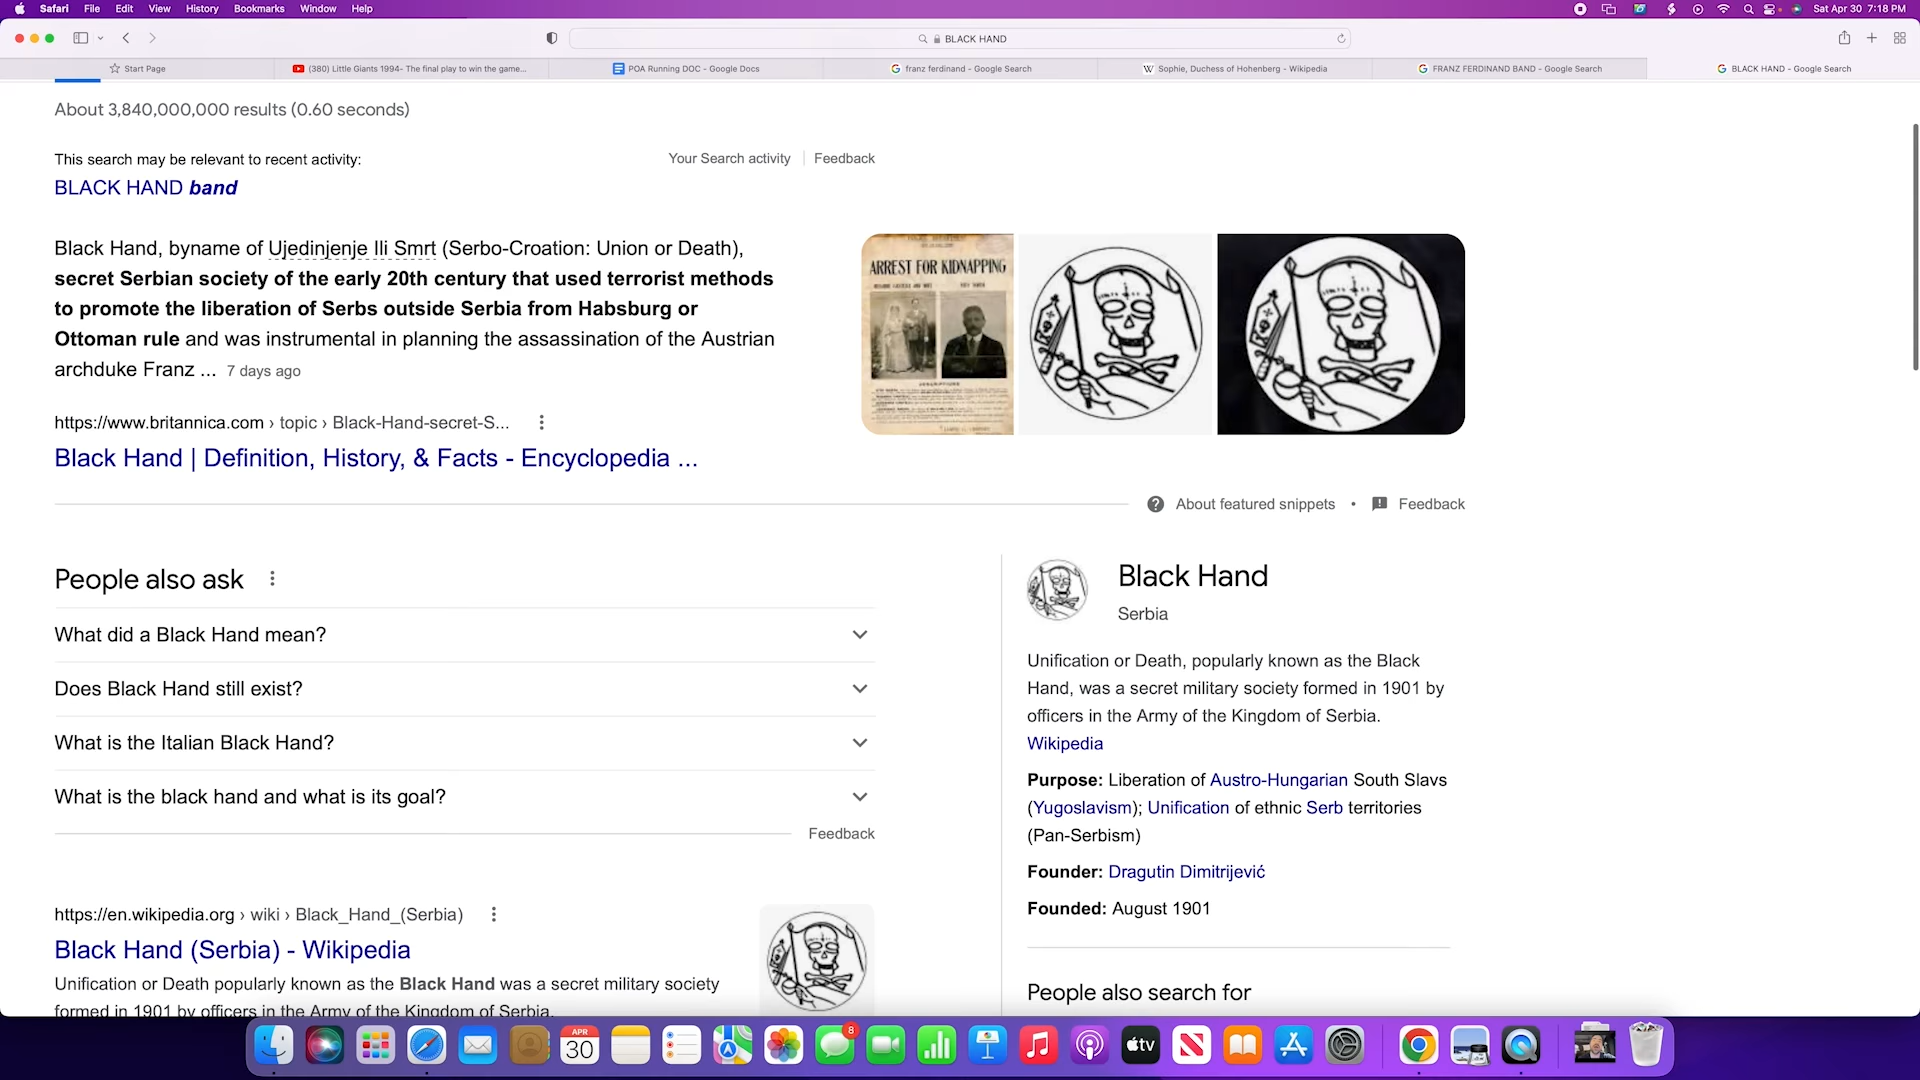 Safari File Edit View History Bookmarks Window Help Sat Apr 30 7:18 PM
BLACK HAND
Start Page
(380) Little Giants 1994- The final play to win the game...
POA Running DOC - Google Docs
franz ferdinand - Google Search
Sophie, Duchess of Hohenberg - Wikipedia
FRANZ FERDINAND BAND - Google Search
BLACK HAND - Google Search
About 3,840,000,000 results (0.60 seconds)
This search may be relevant to recent activity:
Your Search activity Feedback
BLACK HAND band
Black Hand, byname of Ujedinjenje Ili Smrt (Serbo-Croation: Union or Death),
secret Serbian society of the early 20th century that used terrorist methods
to promote the liberation of Serbs outside Serbia from Habsburg or
Ottoman rule and was instrumental in planning the assassination of the Austrian
archduke Franz ... 7 days ago
ARREST FOR KIDNAPPING
https://www.britannica.com › topic › Black-Hand-secret-S...
Black Hand | Definition, History, & Facts - Encyclopedia ...
About featured snippets • Feedback
People also ask
What did a Black Hand mean?
Does Black Hand still exist?
What is the Italian Black Hand?
What is the black hand and what is its goal?
Feedback
https://en.wikipedia.org › wiki › Black_Hand_(Serbia)
Black Hand (Serbia) - Wikipedia
Unification or Death popularly known as the Black Hand was a secret military society
formed in 1901 by officers in the Army of the Kingdom of Serbia.
Black Hand
Serbia
Unification or Death, popularly known as the Black
Hand, was a secret military society formed in 1901 by
officers in the Army of the Kingdom of Serbia.
Wikipedia
Purpose: Liberation of Austro-Hungarian South Slavs
(Yugoslavism); Unification of ethnic Serb territories
(Pan-Serbism)
Founder: Dragutin Dimitrijević
Founded: August 1901
People also search for
APR
30
8
tv